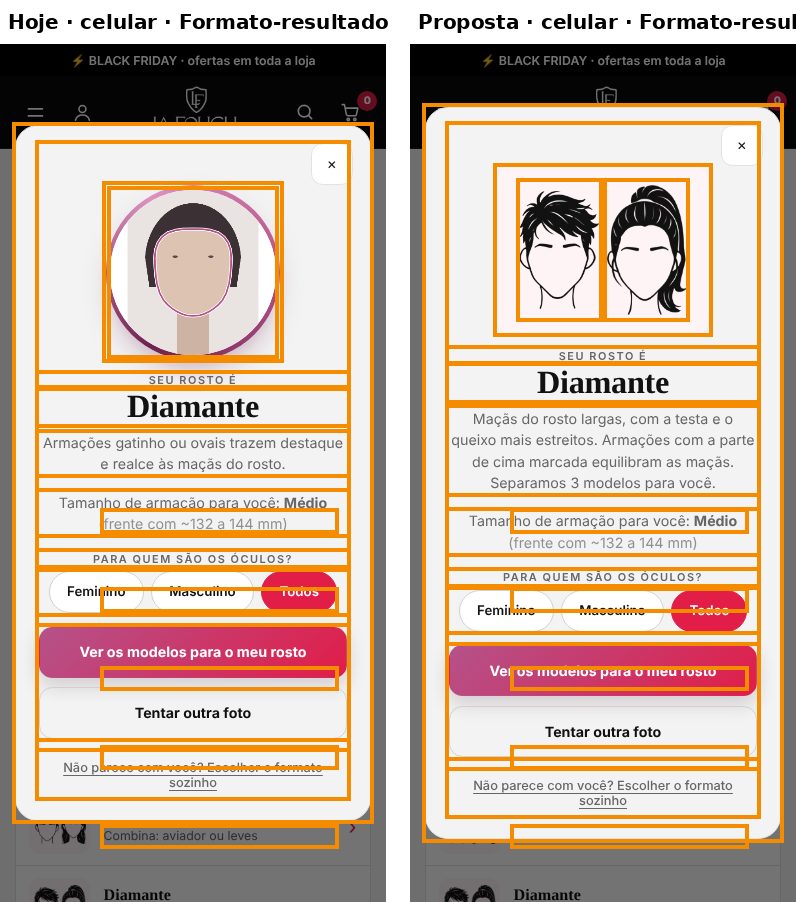 Hoje · celular · Formato-resultado
⚡ BLACK FRIDAY · ofertas em toda a loja
0
×
SEU ROSTO É
Diamante
Armações gatinho ou ovais trazem destaque
e realce às maçãs do rosto.
Tamanho de armação para você: Médio
(frente com ~132 a 144 mm)
PARA QUEM SÃO OS ÓCULOS?
Feminino Masculino Todos
Ver os modelos para o meu rosto
Tentar outra foto
Não parece com você? Escolher o formato
sozinho
Combina: aviador ou leves
Diamante
Proposta · celular · Formato-resul
⚡ BLACK FRIDAY · ofertas em toda a loja
0
×
SEU ROSTO É
Diamante
Maçãs do rosto largas, com a testa e o
queixo mais estreitos. Armações com a parte
de cima marcada equilibram as maçãs.
Separamos 3 modelos para você.
Tamanho de armação para você: Médio
(frente com ~132 a 144 mm)
PARA QUEM SÃO OS ÓCULOS?
Feminino Masculino Todos
Ver os modelos para o meu rosto
Tentar outra foto
Não parece com você? Escolher o formato
sozinho
Diamante